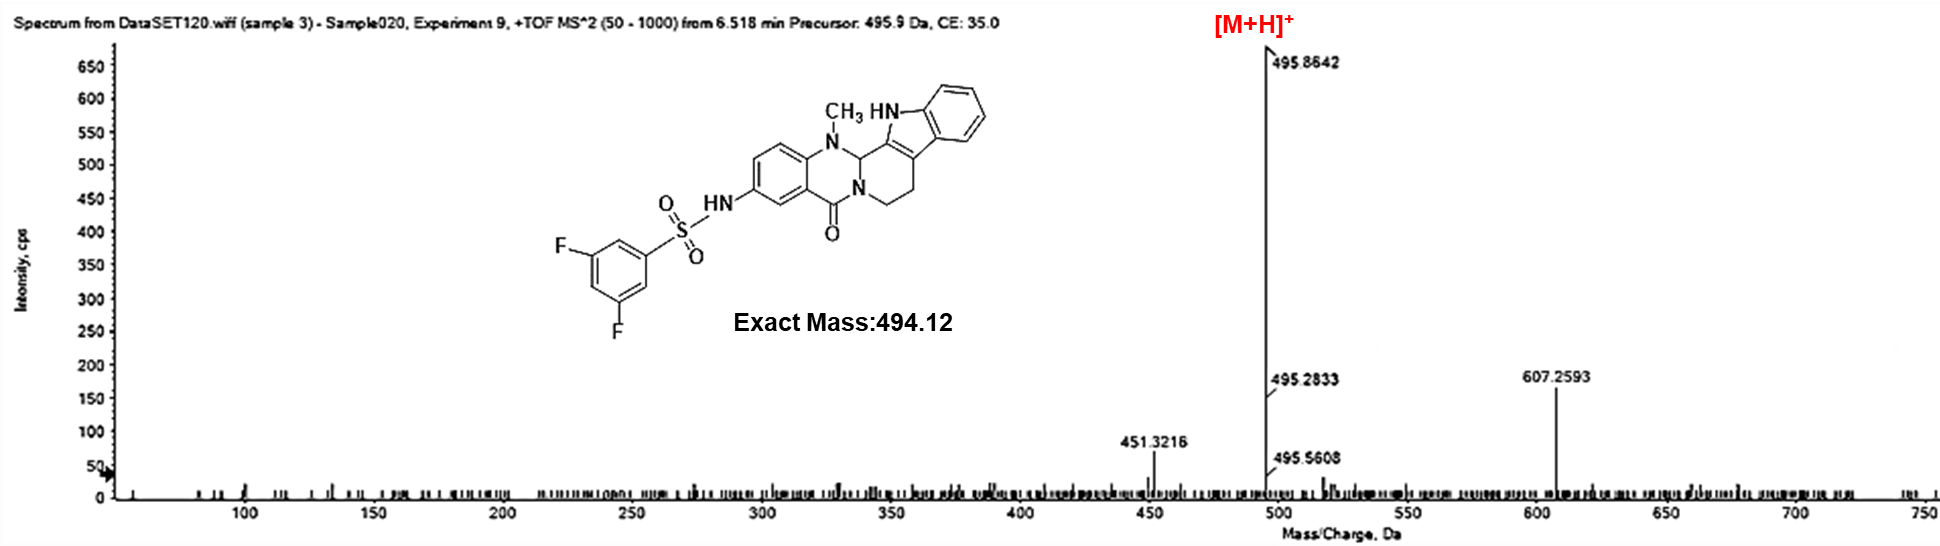 Spectrum from DataSET120.wiff (sample 3) - Sample020, Experiment 9, +TOF MS^2 (50 - 1000) from 6.518 min Precursor: 495.9 Da, CE: 35.0
[M+H]+
495.8642
650
600
550
500
450
400
350
300
250
200
150
100
50
0
Intensity, cps
CH3
HN
N
N
O
HN
O
S
O
F
F
Exact Mass:494.12
495.2833
607.2593
451.3216
495.5608
100
150
200
250
300
350
400
450
500
550
600
650
700
750
Mass/Charge, Da